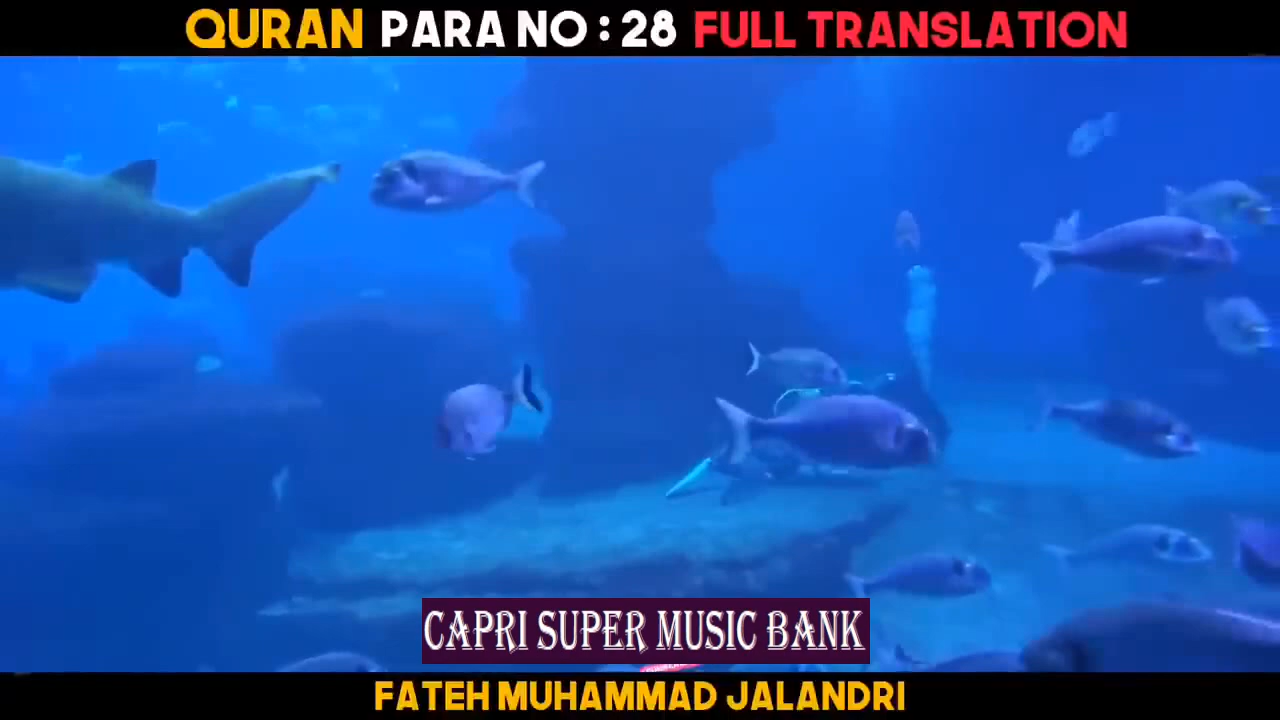 QURAN PARA NO : 28 FULL TRANSLATION
CAPRI SUPER MUSIC BANK
FATEH MUHAMMAD JALANDRI